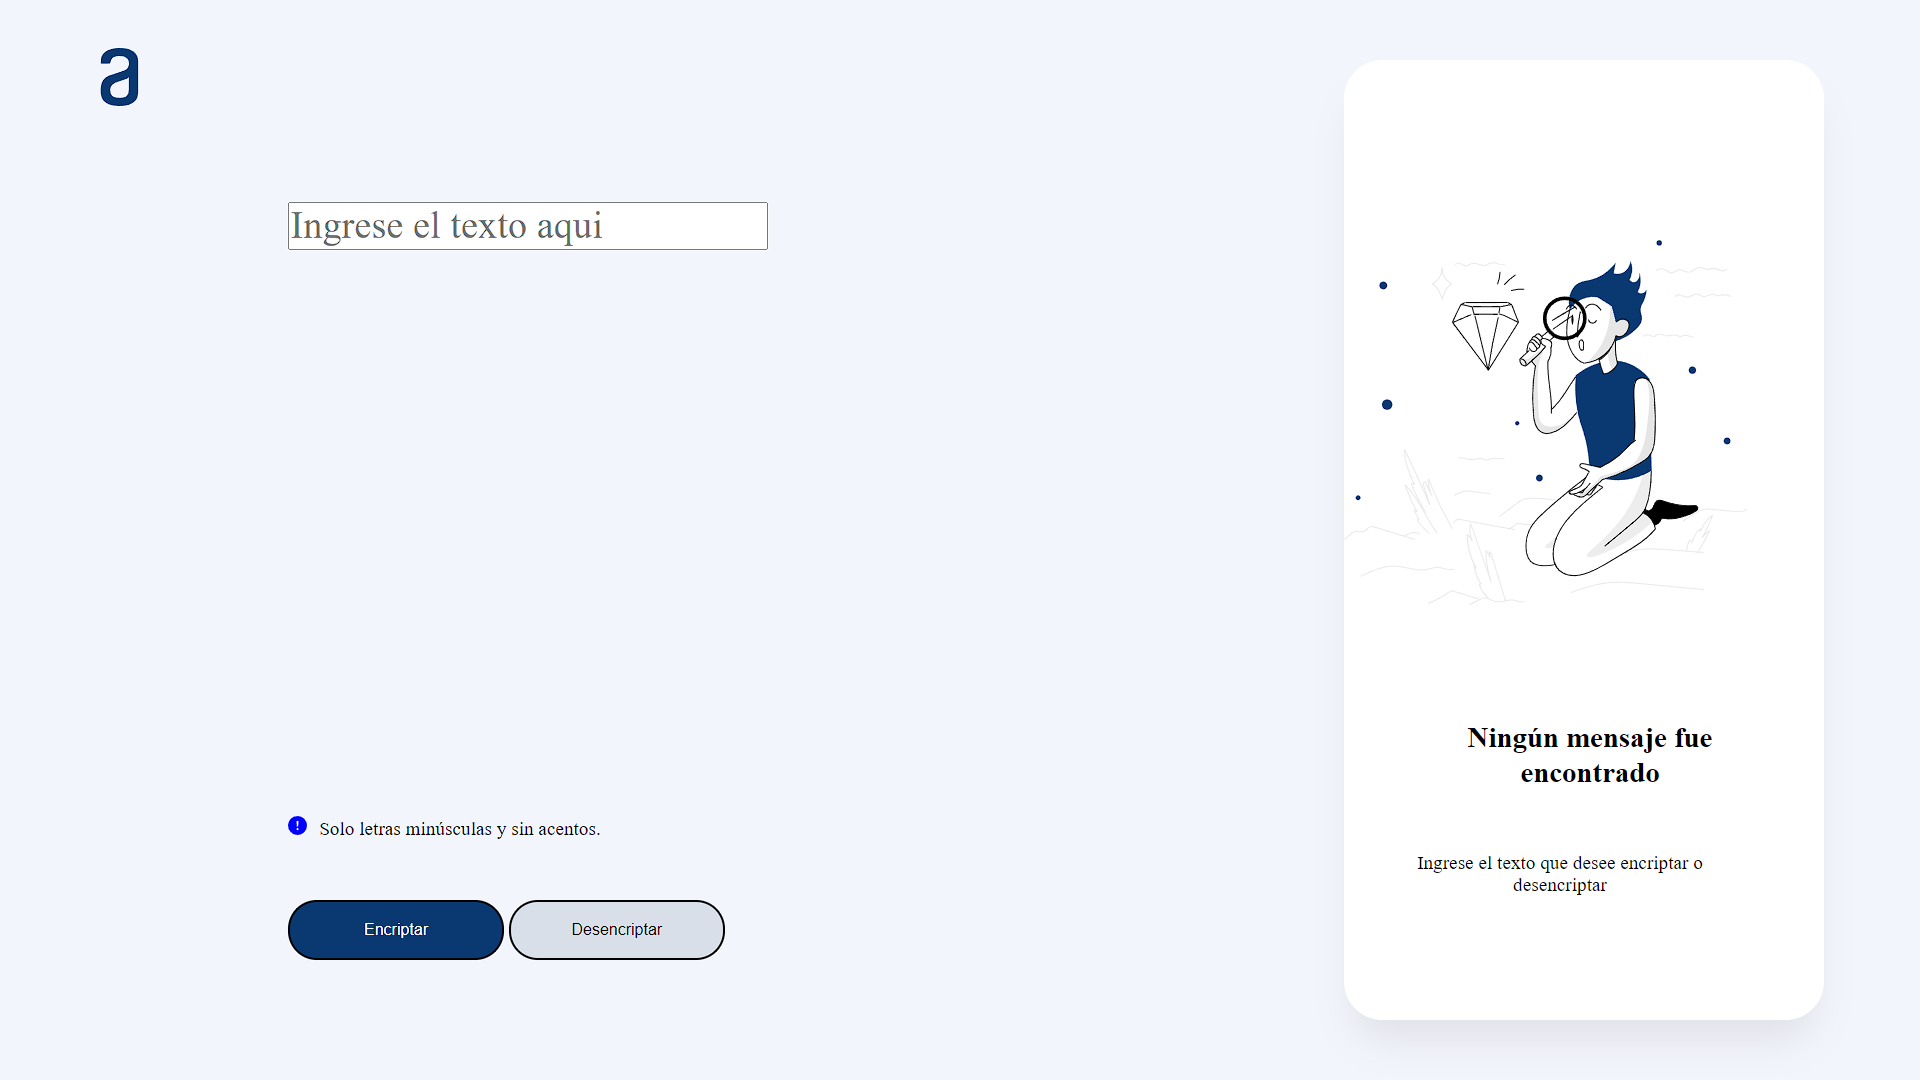 a
Ingrese el texto aqui
Solo letras minúsculas y sin acentos.
Encriptar
Desencriptar
Ningún mensaje fue
encontrado
Ingrese el texto que desee encriptar o
desencriptar